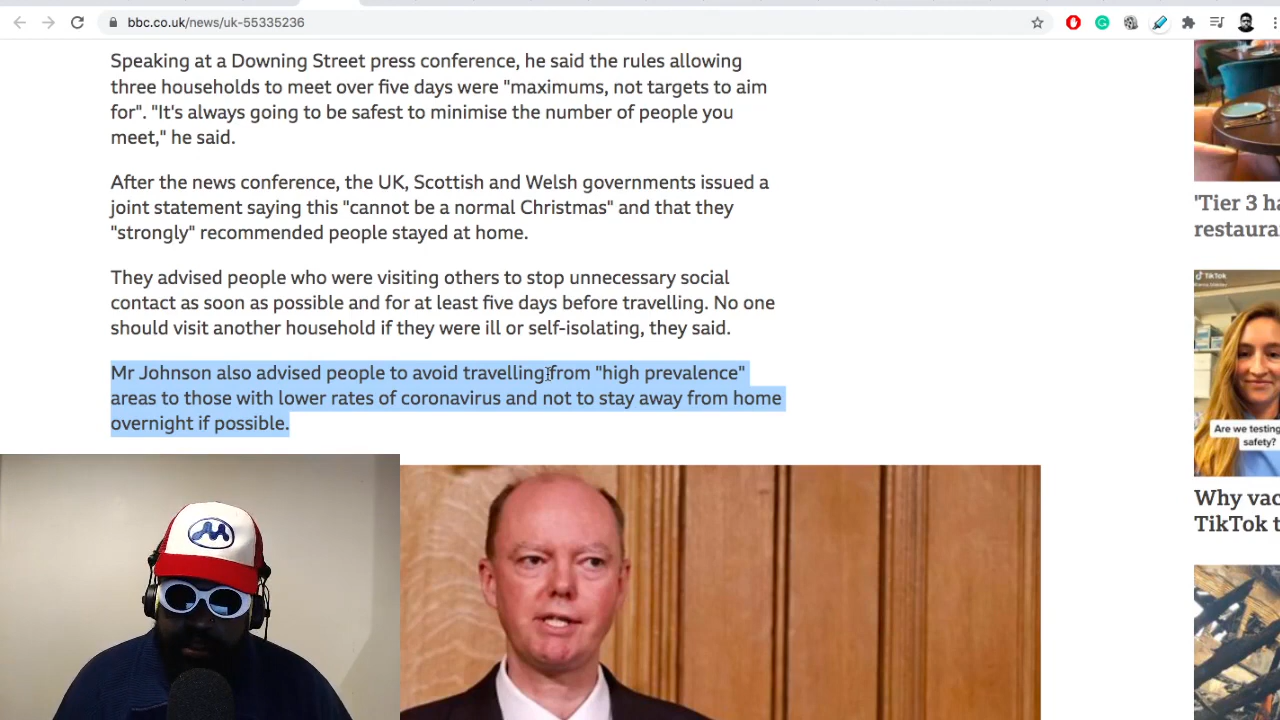 bbc.co.uk/news/uk-55335236
Speaking at a Downing Street press conference, he said the rules allowing
three households to meet over five days were "maximums, not targets to aim
for". "It's always going to be safest to minimise the number of people you
meet," he said.
After the news conference, the UK, Scottish and Welsh governments issued a
joint statement saying this "cannot be a normal Christmas" and that they
"strongly" recommended people stayed at home.
They advised people who were visiting others to stop unnecessary social
contact as soon as possible and for at least five days before travelling. No one
should visit another household if they were ill or self-isolating, they said.
Mr Johnson also advised people to avoid travelling from "high prevalence"
areas to those with lower rates of coronavirus and not to stay away from home
overnight if possible.
'Tier 3 ha
restaura
TikTok
Are we testing
safety?
Why vac
TikTok t
M